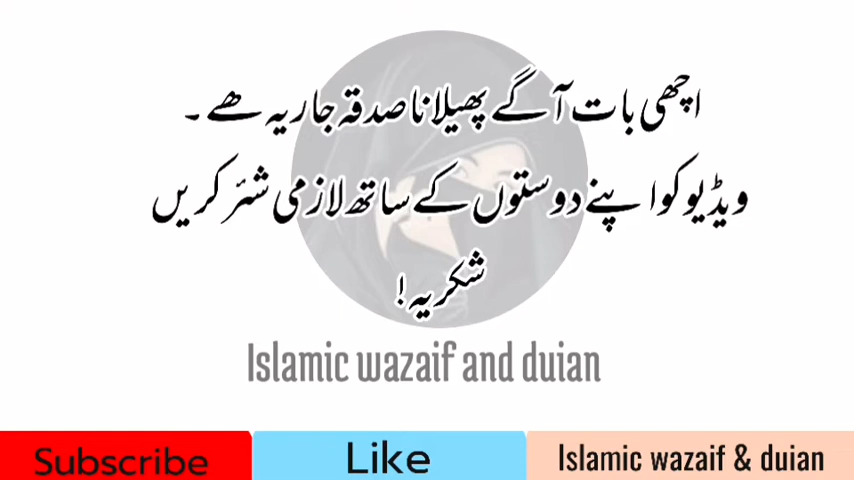 اچھی بات آگے پھیلانا صدقہ جاریہ ھے ۔
ویڈیو کو اپنے دوستوں کے ساتھ لازمی شئر کریں
شکریہ !
Islamic wazaif and duian
Subscribe
Like
Islamic wazaif & duian